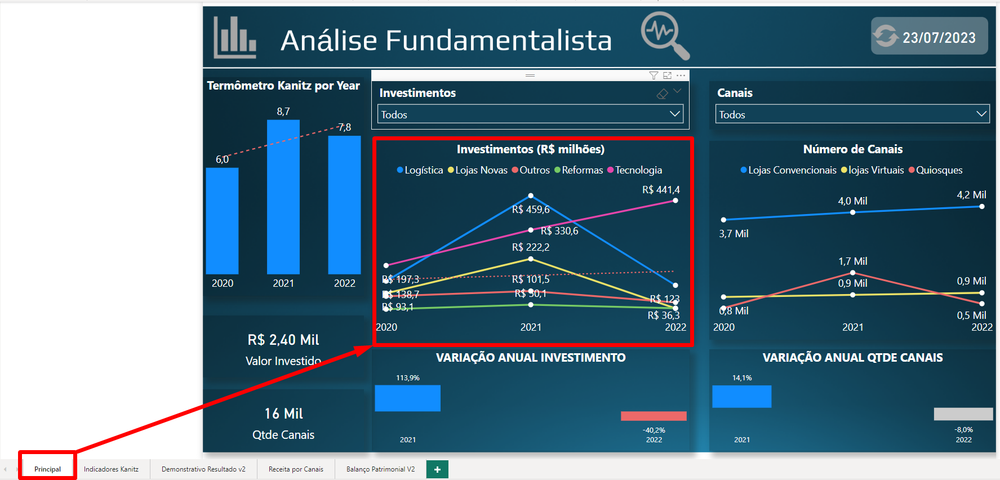 Análise Fundamentalista
23/07/2023
Termômetro Kanitz por Year
8,7
7,8
6,0
2020
2021
2022
R$ 2,40 Mil
Valor Investido
16 Mil
Qtde Canais
Investimentos
Todos
Investimentos (R$ milhões)
Logística
Lojas Novas
Outros
Reformas
Tecnologia
R$ 441,4
R$ 459,6
R$ 330,6
R$ 222,2
R$ 197,3
R$ 101,5
R$ 138,7
R$ 50,1
R$ 123
R$ 93,1
R$ 36,3
2020
2021
2022
VARIAÇÃO ANUAL INVESTIMENTO
113,9%
-40,2%
2021
2022
Canais
Todos
Número de Canais
Lojas Convencionais
lojas Virtuais
Quiosques
4,2 Mil
4,0 Mil
3,7 Mil
1,7 Mil
0,9 Mil
0,9 Mil
0,8 Mil
0,5 Mil
2020
2021
2022
VARIAÇÃO ANUAL QTDE CANAIS
14,1%
-8,0%
2021
2022
Principal
Indicadores Kanitz
Demonstrativo Resultado v2
Receita por Canais
Balanço Patrimonial V2